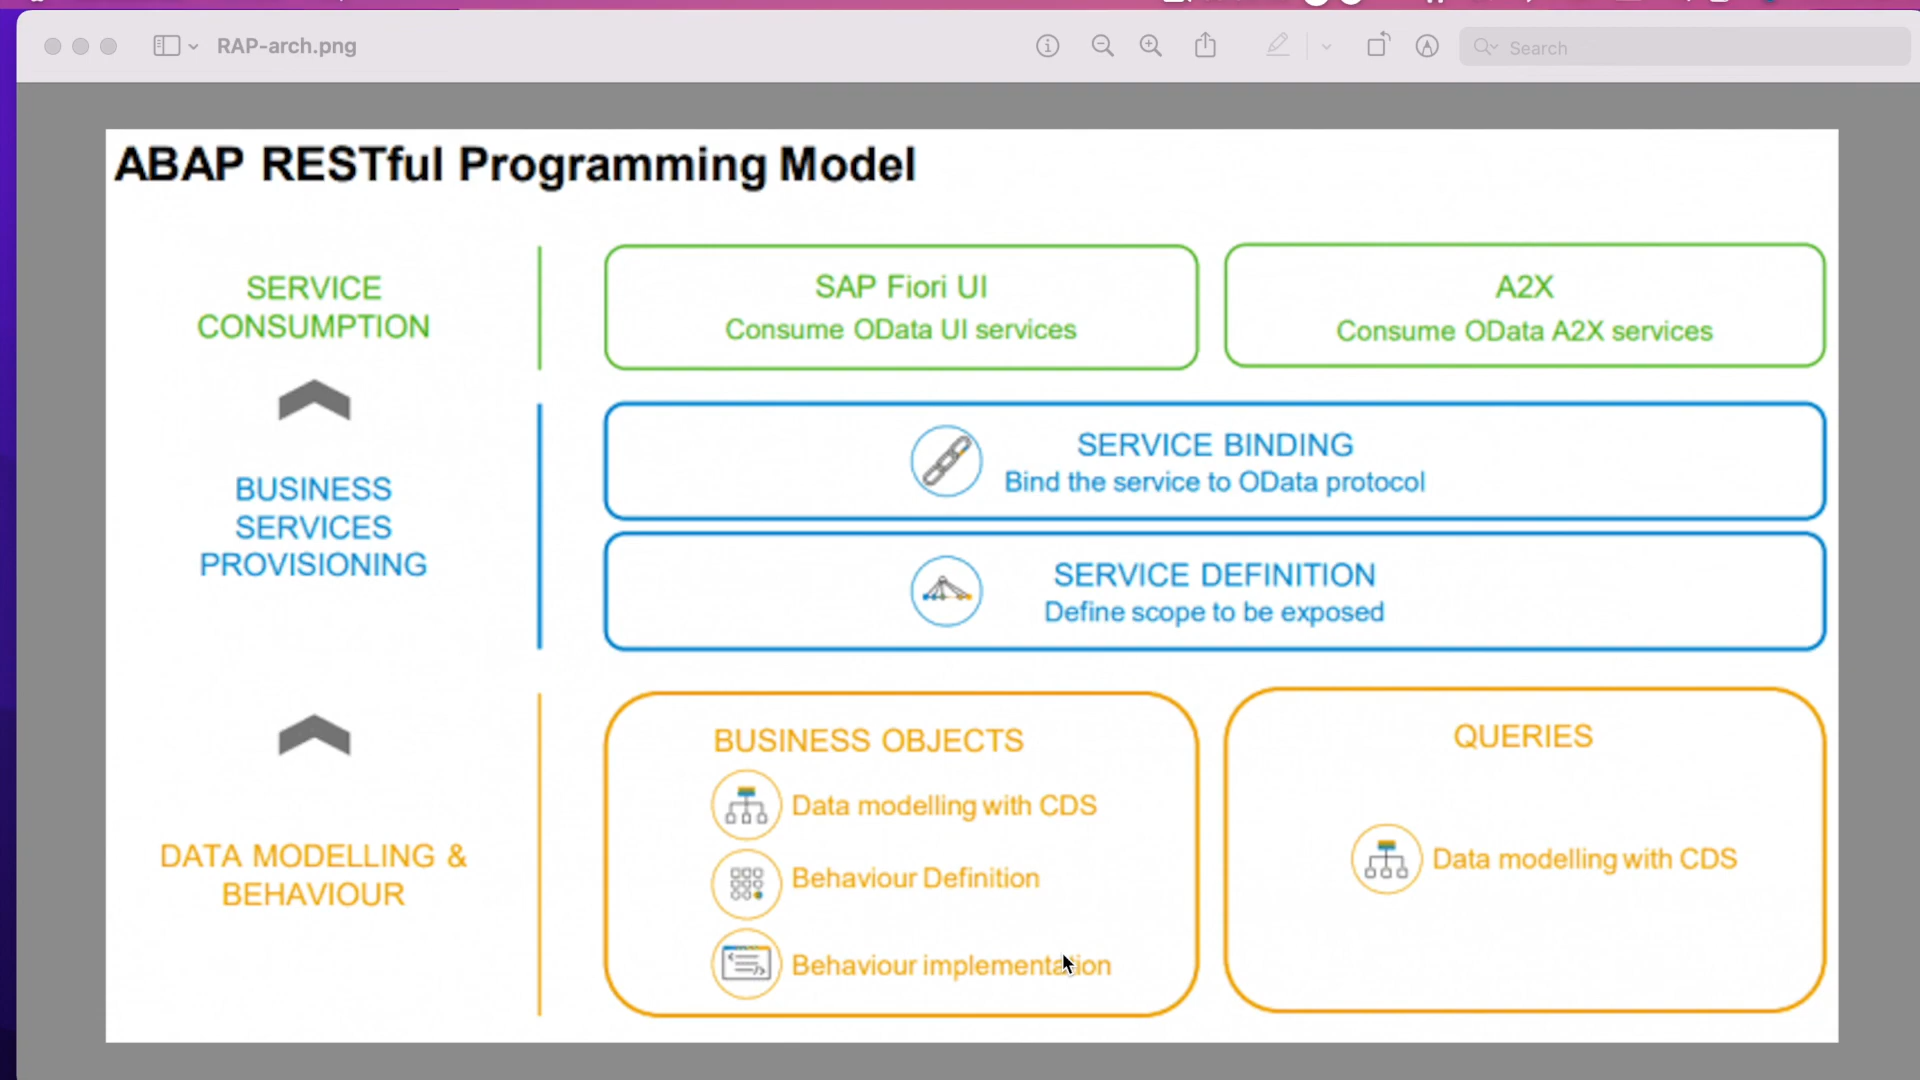 RAP-arch.png
Search
ABAP RESTful Programming Model
SERVICE
CONSUMPTION
SAP Fiori UI
Consume OData UI services
A2X
Consume OData A2X services
BUSINESS
SERVICES
PROVISIONING
SERVICE BINDING
Bind the service to OData protocol
SERVICE DEFINITION
Define scope to be exposed
DATA MODELLING &
BEHAVIOUR
BUSINESS OBJECTS
Data modelling with CDS
Behaviour Definition
Behaviour implementation
QUERIES
Data modelling with CDS